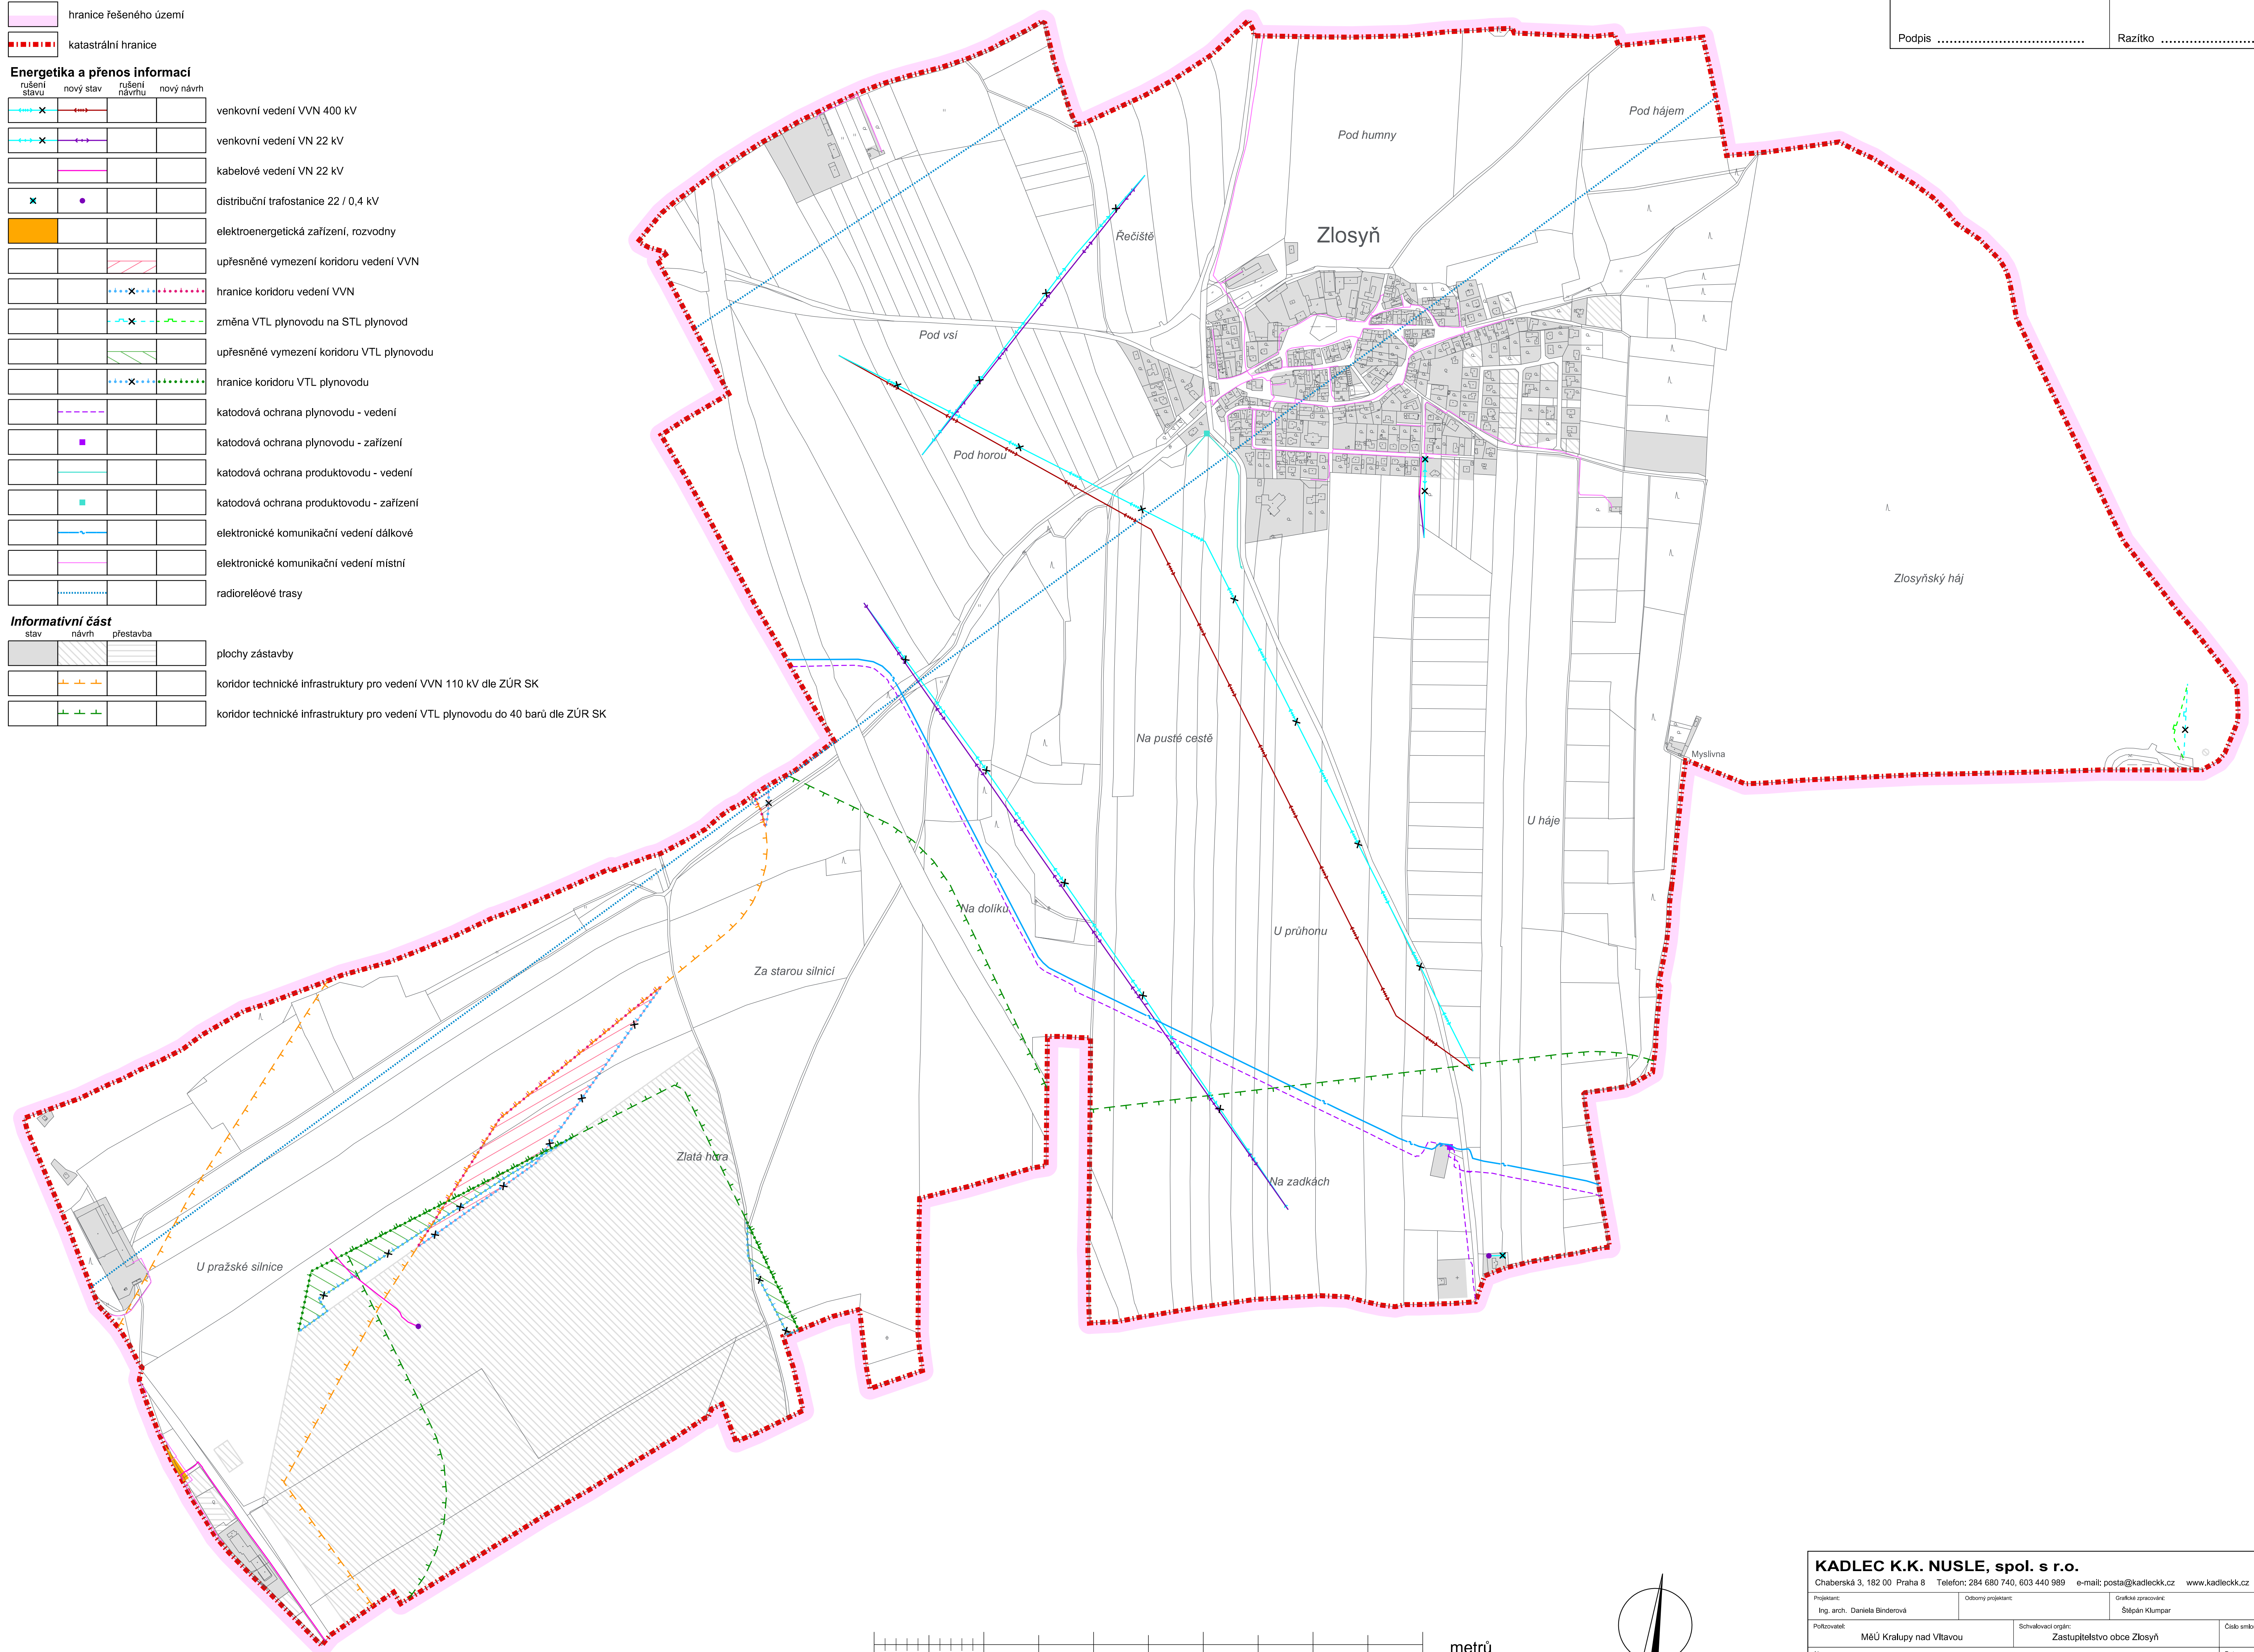 hranice řešeného území
katastrální hranice
Energetika a přenos informací
rušení stavu nový stav rušení návrhu nový návrh
venkovní vedení VVN 400 kV
venkovní vedení VN 22 kV
kabelové vedení VN 22 kV
distribuční trafostanice 22 / 0,4 kV
elektroenergetická zařízení, rozvodny
upřesněné vymezení koridoru vedení VVN
hranice koridoru vedení VVN
změna VTL plynovodu na STL plynovod
upřesněné vymezení koridoru VTL plynovodu
hranice koridoru VTL plynovodu
katodová ochrana plynovodu - vedení
katodová ochrana plynovodu - zařízení
katodová ochrana produktovodu - vedení
katodová ochrana produktovodu - zařízení
elektronické komunikační vedení dálkové
elektronické komunikační vedení místní
radioreléové trasy
Informativní část
stav návrh přestavba
plochy zástavby
koridor technické infrastruktury pro vedení VVN 110 kV dle ZÚR SK
koridor technické infrastruktury pro vedení VTL plynovodu do 40 barů dle ZÚR SK
Podpis ..................................
Razítko ......................
Pod hájem
Pod humny
Zlosyň
Řečiště
Pod vsí
Pod horou
Zlosyňský háj
Na pusté cestě
Myslivna
U háje
Na dolíku
U průhonu
Za starou silnicí
Zlatá hora
Na zadkách
U pražské silnice
metrů
KADLEC K.K. NUSLE, spol. s r.o.
Chaberská 3, 182 00 Praha 8 Telefon: 284 680 740, 603 440 989 e-mail: posta@kadleckk.cz www.kadleckk.cz
Projektant: Odborný projektant: Grafické zpracování:
Ing. arch. Daniela Binderová Štěpán Klumpar
Pořizovatel: Schvalovací orgán: Číslo
MěÚ Kralupy nad Vltavou Zastupitelstvo obce Zlosyň